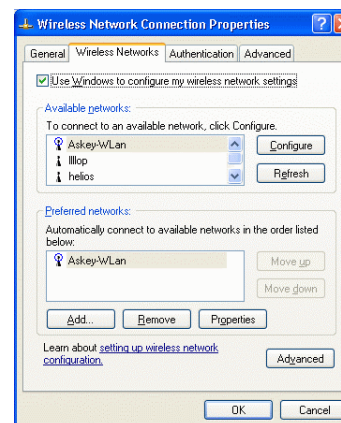 Wireless Network Connection Properties
General Wireless Networks Authentication Advanced
Use Windows to configure my wireless network settings
Available networks:
To connect to an available network, click Configure.
Askey-WLan
Configure
llllop
helios
Refresh
Preferred networks:
Automatically connect to available networks in the order listed
below:
Askey-WLan
Move up
Move down
Add... Remove Properties
Learn about setting up wireless network
configuration.
Advanced
OK Cancel